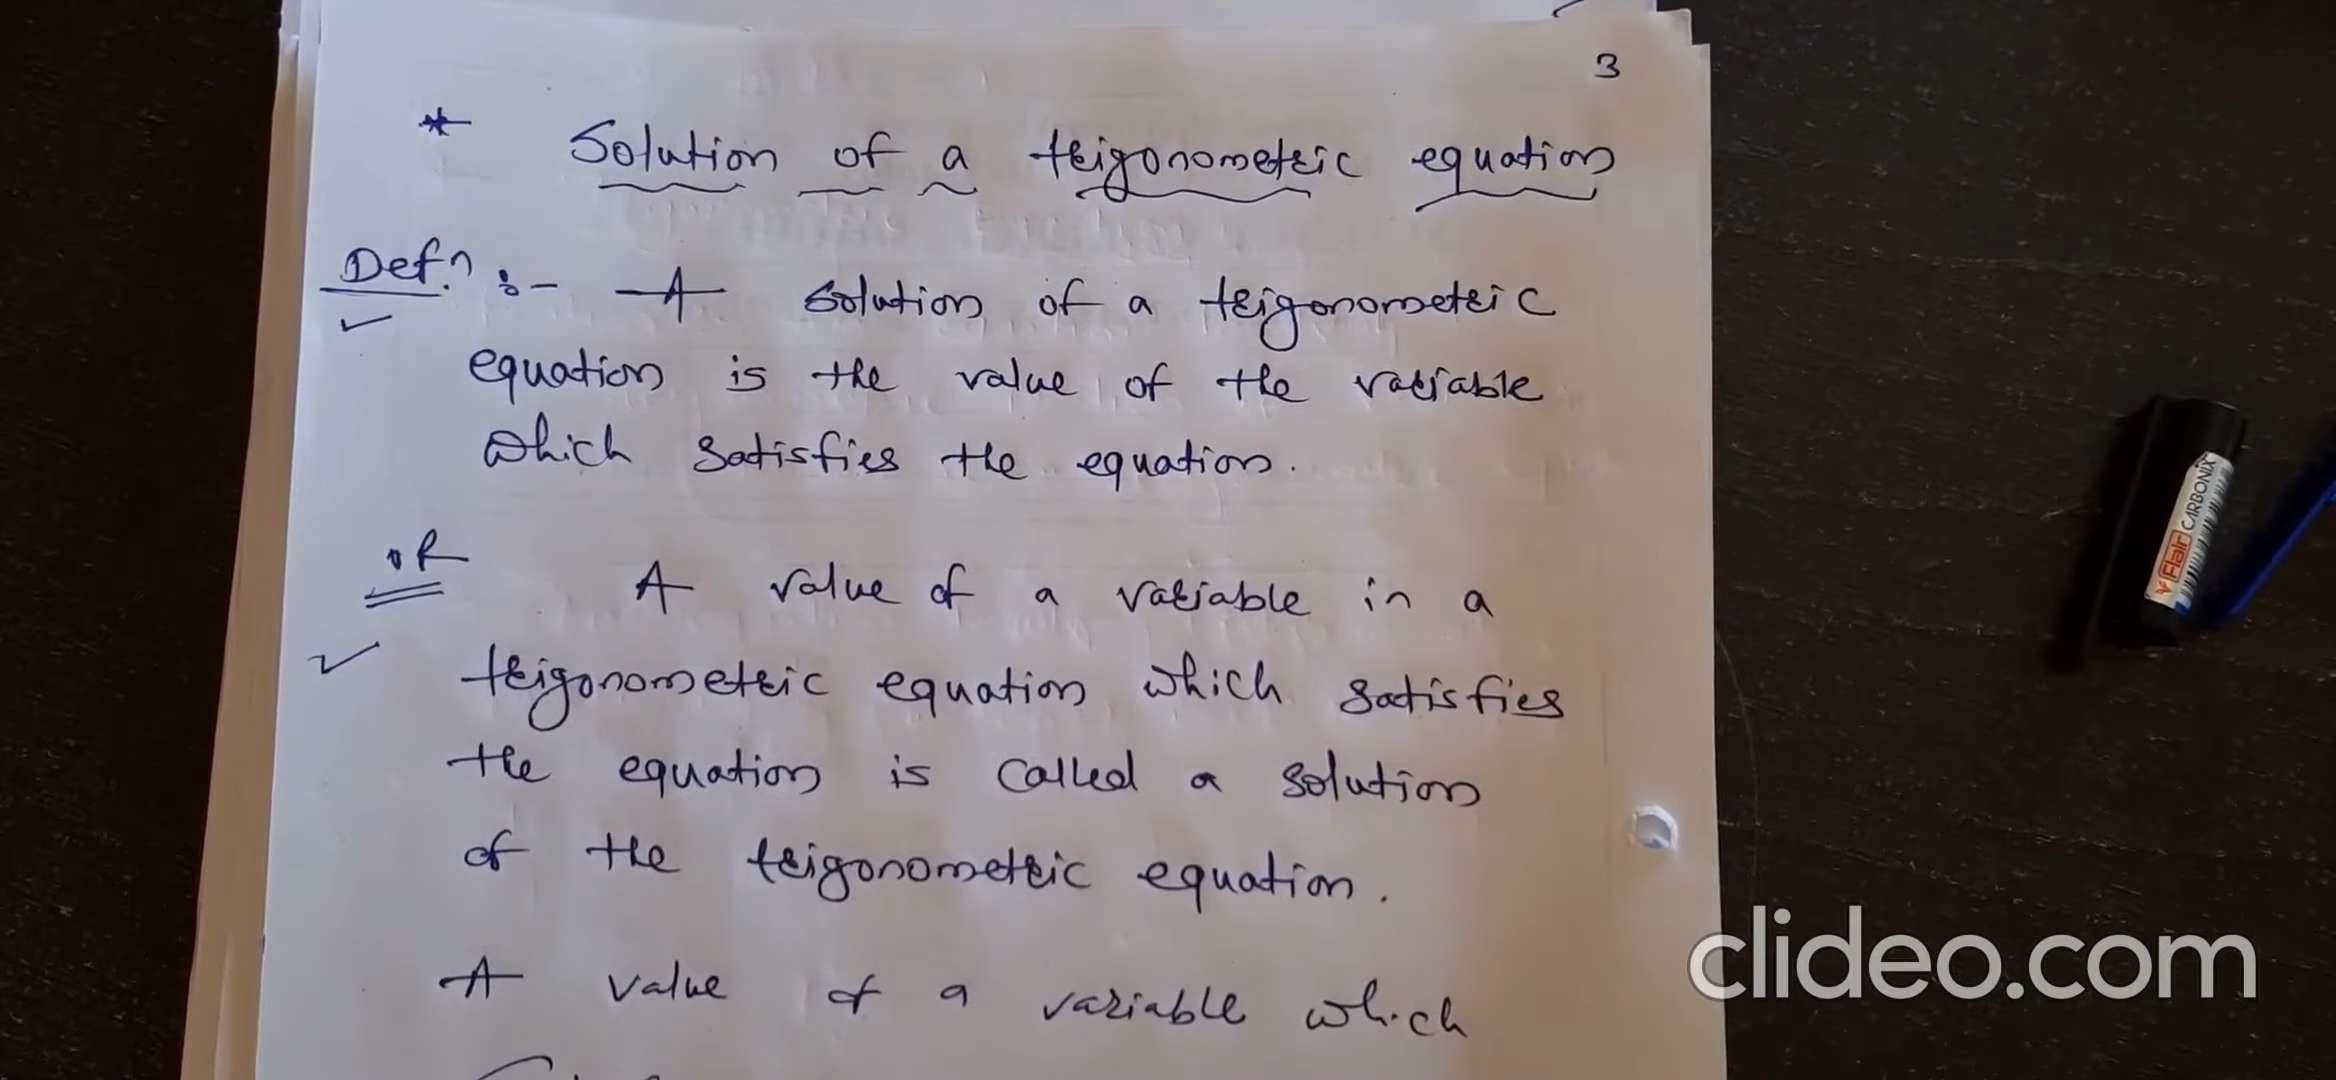 3
* Solution of a trigonometric equation
Defn :- A solution of a trigonometric
equation is the value of the variable
which satisfies the equation.
OR A value of a variable in a
trigonometric equation which satisfies
the equation is called a solution
of the trigonometric equation.
A value of a variable which
Flair CARBONIX
clideo.com